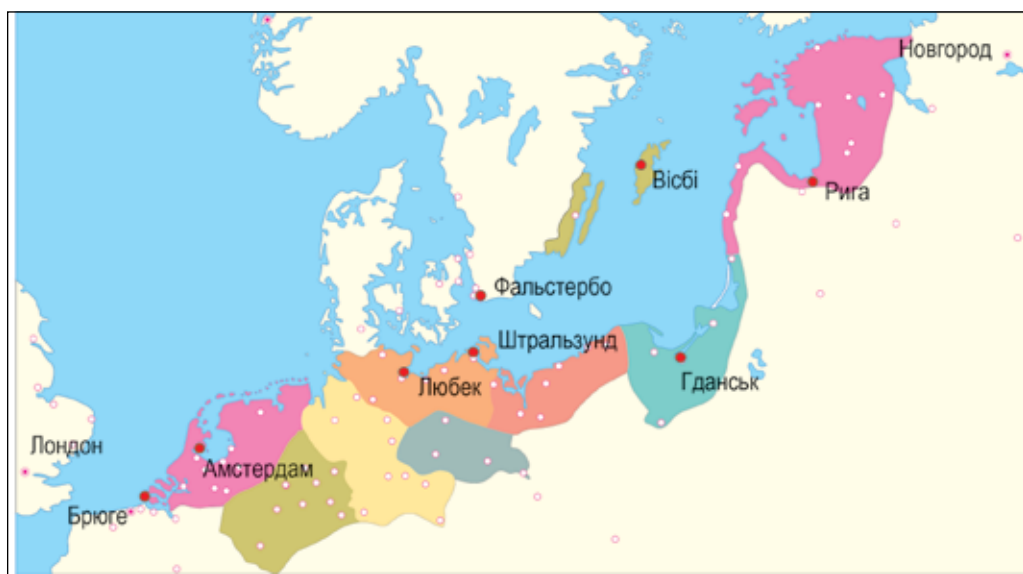 Новгород
Вісбі
Рига
Фальстербо
Штральзунд
Любек
Гданськ
Лондон
Амстердам
Брюге